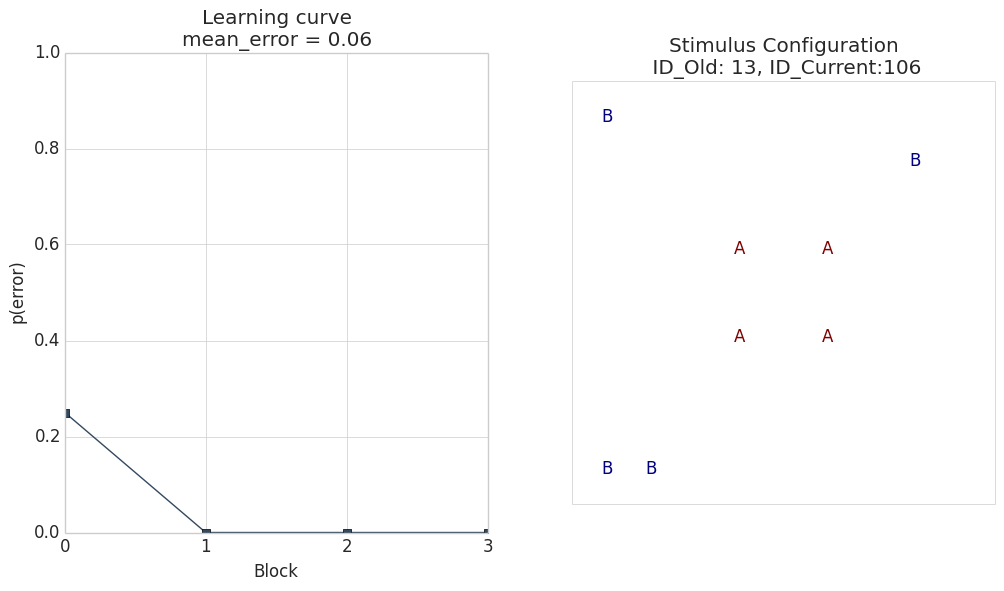 Learning curve
mean_error = 0.06
1.0
0.8
0.6
0.4
0.2
0.0
0 1 2 3
Block
p(error)
Stimulus Configuration
ID_Old: 13, ID_Current:106
B
B
A A
A A
B B